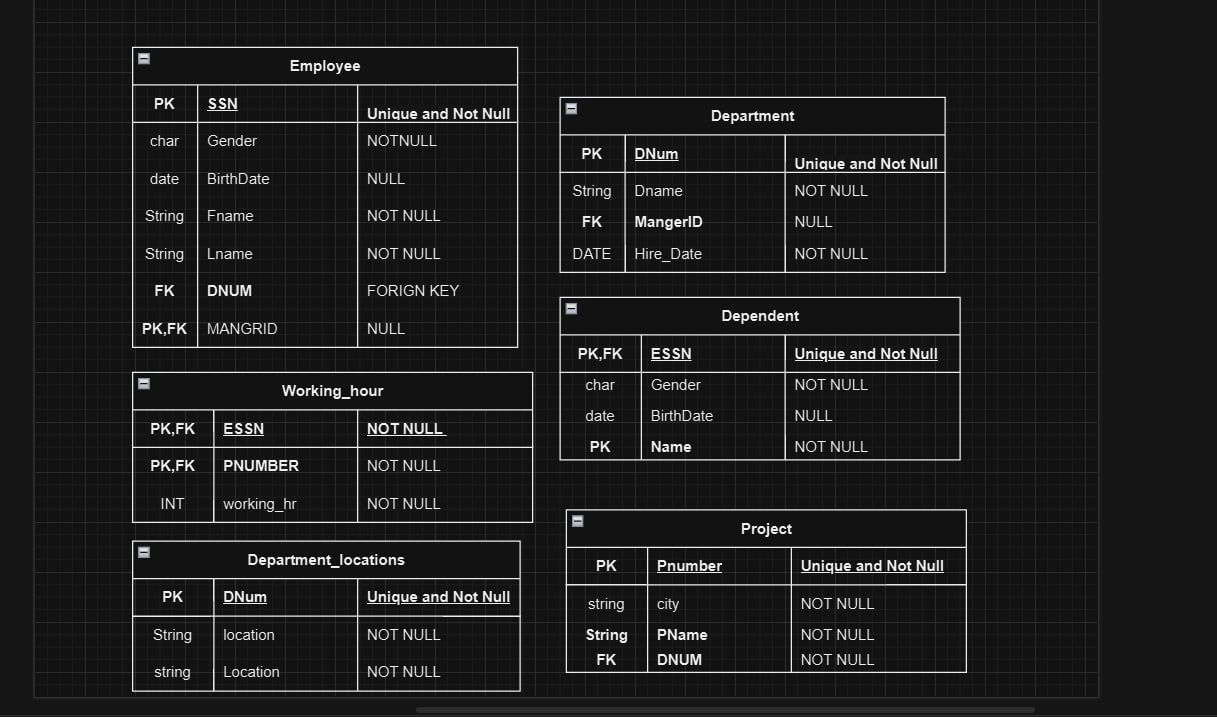 Employee
PK SSN Unique and Not Null
char Gender NOTNULL
date BirthDate NULL
String Fname NOT NULL
String Lname NOT NULL
FK DNUM FORIGN KEY
PK,FK MANGRID NULL
Department
PK DNum Unique and Not Null
String Dname NOT NULL
FK MangerID NULL
DATE Hire_Date NOT NULL
Dependent
PK,FK ESSN Unique and Not Null
char Gender NOT NULL
date BirthDate NULL
PK Name NOT NULL
Working_hour
PK,FK ESSN NOT NULL
PK,FK PNUMBER NOT NULL
INT working_hr NOT NULL
Department_locations
PK DNum Unique and Not Null
String location NOT NULL
string Location NOT NULL
Project
PK Pnumber Unique and Not Null
string city NOT NULL
String PName NOT NULL
FK DNUM NOT NULL